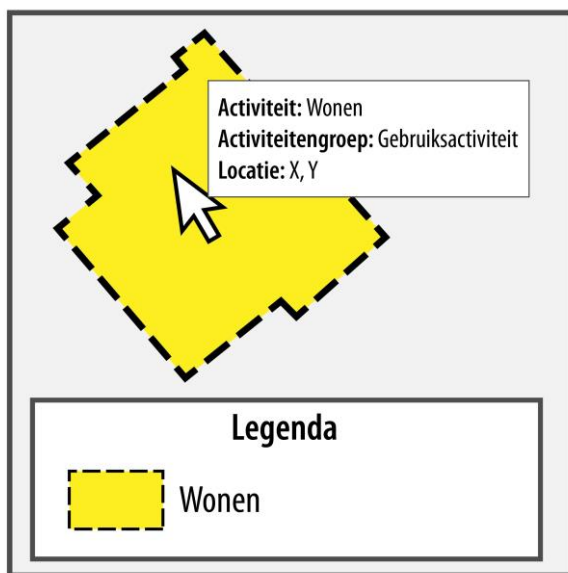 Activiteit: Wonen
Activiteitengroep: Gebruiksactiviteit
Locatie: X, Y
Legenda
Wonen